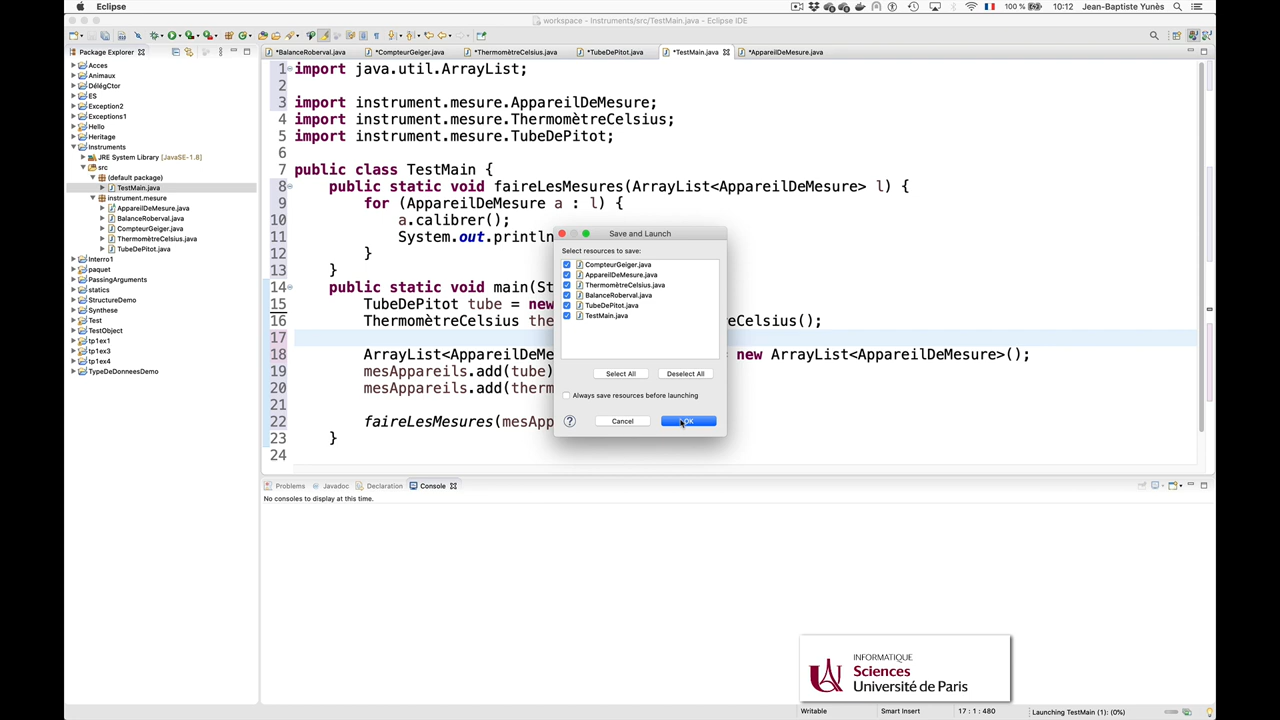 Eclipse
100 %
10:12
Jean-Baptiste Yunès
workspace - Instruments/src/TestMain.java - Eclipse IDE
Package Explorer
*BalanceRoberval.java
*CompteurGeiger.java
*ThermomètreCelsius.java
*TubeDePitot.java
*TestMain.java
*AppareilDeMesure.java
Acces
Animaux
DélégCtor
ES
Exception2
Exceptions1
Hello
Heritage
Instruments
JRE System Library [JavaSE-1.8]
src
(default package)
TestMain.java
instrument.mesure
AppareilDeMesure.java
BalanceRoberval.java
CompteurGeiger.java
ThermomètreCelsius.java
TubeDePitot.java
Interro1
paquet
PassingArguments
statics
StructureDemo
Synthese
Test
TestObject
tp1ex1
tp1ex3
tp1ex4
TypeDeDonneesDemo
1 import java.util.ArrayList;
2
3 import instrument.mesure.AppareilDeMesure;
4 import instrument.mesure.ThermomètreCelsius;
5 import instrument.mesure.TubeDePitot;
6
7 public class TestMain {
8 public static void faireLesMesures(ArrayList<AppareilDeMesure> l) {
9 for (AppareilDeMesure a : l) {
10 a.calibrer();
11 System.out.println
12 }
13 }
14 public static void main(St
15 TubeDePitot tube = new
16 ThermomètreCelsius the eCelsius();
17
18 ArrayList<AppareilDeMe new ArrayList<AppareilDeMesure>();
19 mesAppareils.add(tube)
20 mesAppareils.add(therm
21
22 faireLesMesures(mesApp
23 }
24
Save and Launch
Select resources to save:
CompteurGeiger.java
AppareilDeMesure.java
ThermomètreCelsius.java
BalanceRoberval.java
TubeDePitot.java
TestMain.java
Select All
Deselect All
Always save resources before launching
?
Cancel
OK
Problems
Javadoc
Declaration
Console
No consoles to display at this time.
INFORMATIQUE
Sciences
Université de Paris
Writable
Smart Insert
17 : 1 : 480
Launching TestMain (1): (0%)